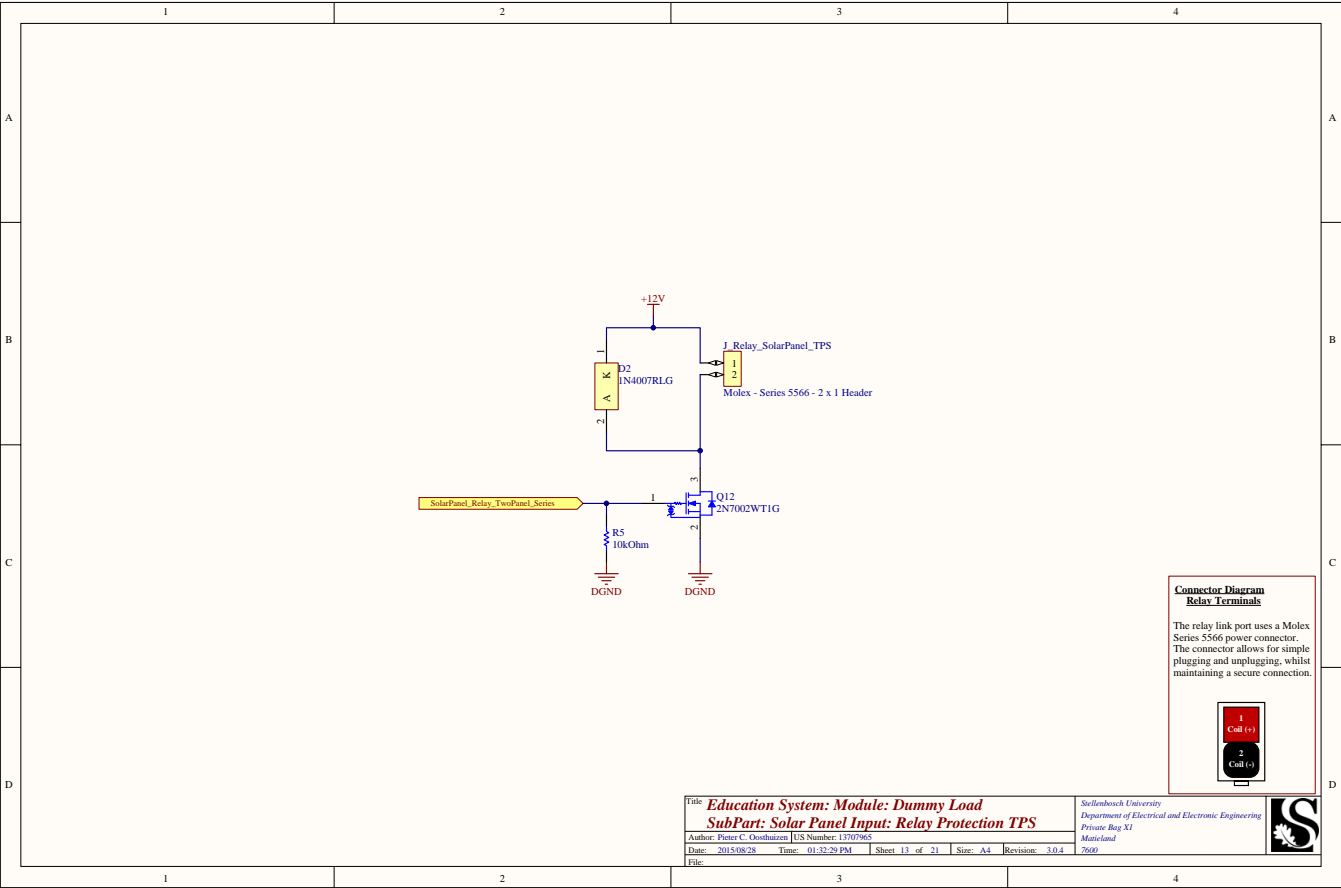 1 2 3 4
A A
B B
C C
D D
+12V
1
K
A
2
D2
1N4007RLG
J_Relay_SolarPanel_TPS
1
2
Molex - Series 5566 - 2 x 1 Header
SolarPanel_Relay_TwoPanel_Series
1
3
2
Q12
2N7002WT1G
R5
10kOhm
DGND DGND
Connector Diagram
Relay Terminals
The relay link port uses a Molex
Series 5566 power connector.
The connector allows for simple
plugging and unplugging, whilst
maintaining a secure connection.
1
Coil (+)
2
Coil (-)
Title Education System: Module: Dummy Load
SubPart: Solar Panel Input: Relay Protection TPS
Author: Pieter C. Oosthuizen US Number: 13707965
Date: 2015/08/28 Time: 01:32:29 PM Sheet 13 of 21 Size: A4 Revision: 3.0.4
File:
Stellenbosch University
Department of Electrical and Electronic Engineering
Private Bag X1
Matieland
7600
S
1 2 3 4